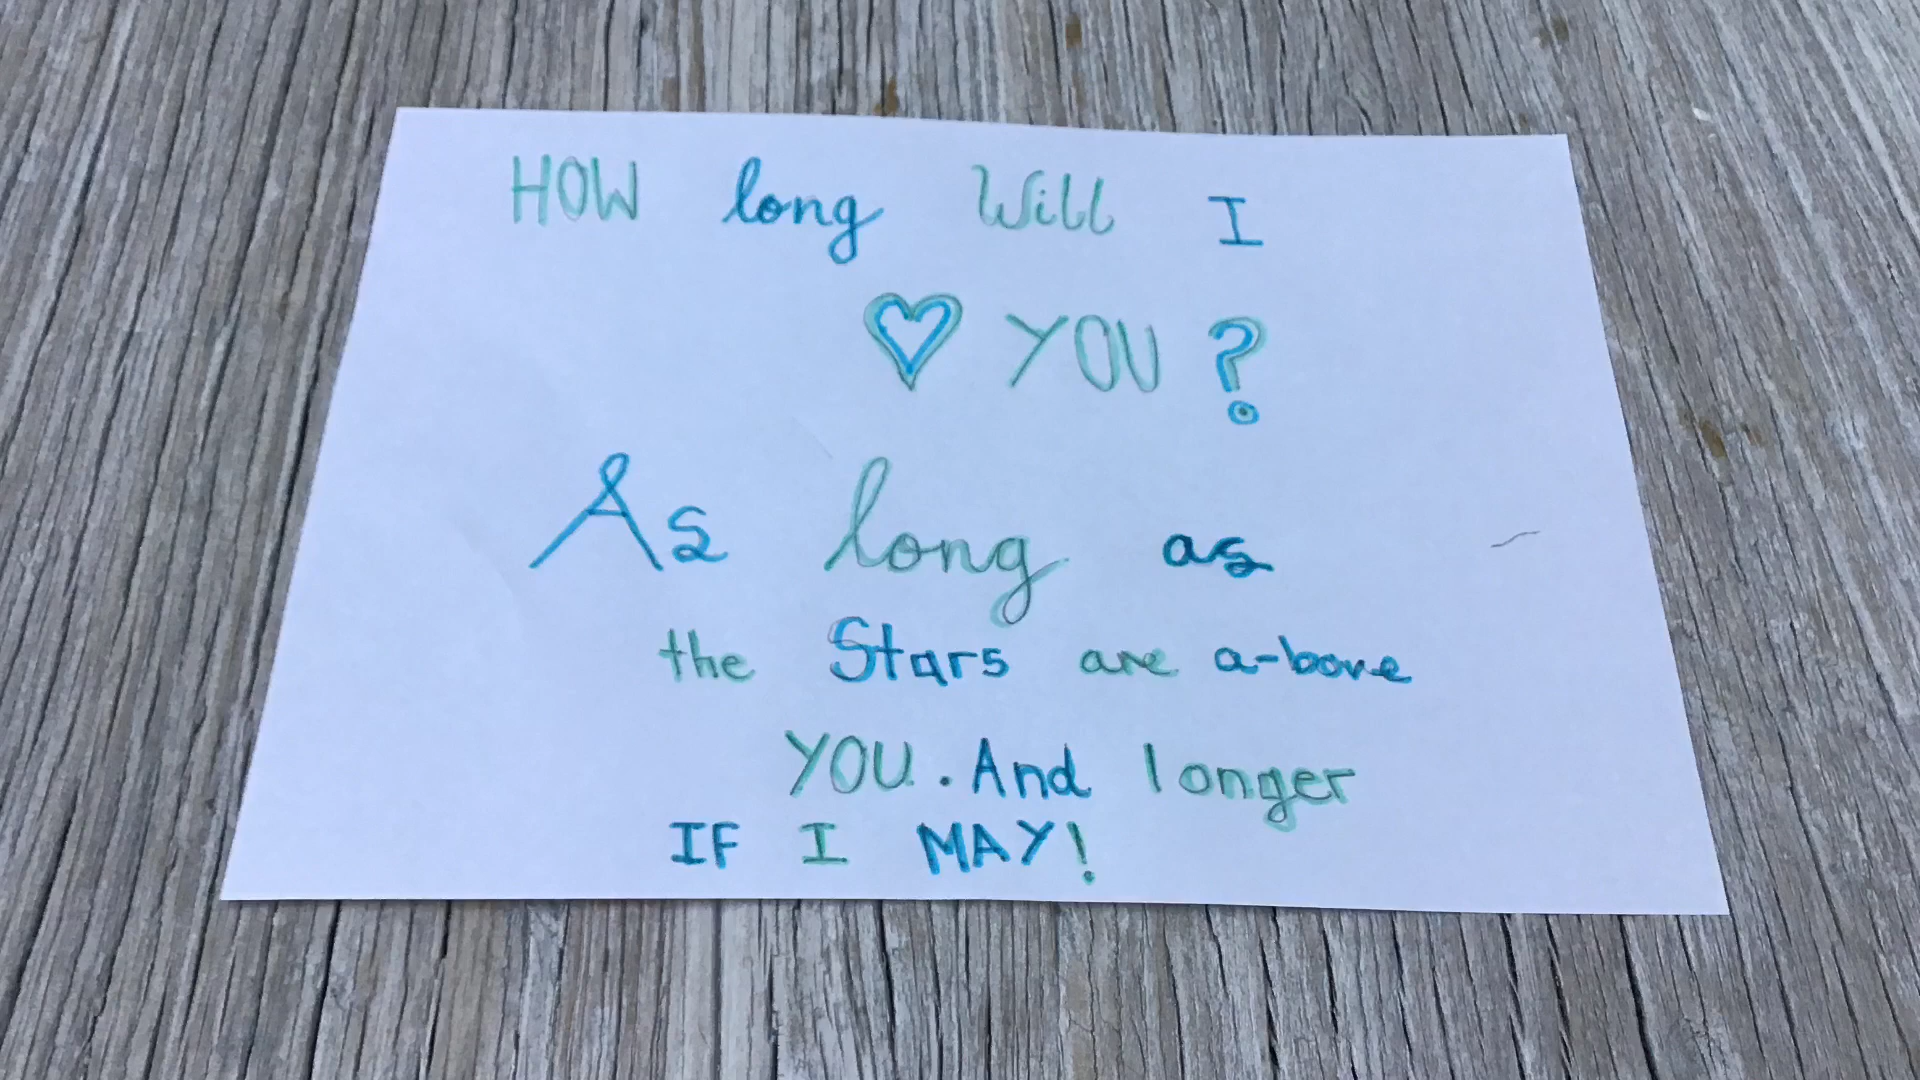 HOW long Will I
♡ YOU ?
As long as
the Stars are a-bove
YOU. And longer
IF I MAY!